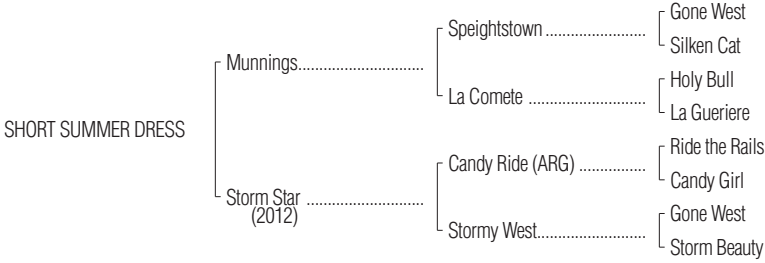 Gone West
Speightstown
Silken Cat
Munnings
Holy Bull
La Comete
La Gueriere
SHORT SUMMER DRESS
Ride the Rails
Candy Ride (ARG)
Candy Girl
Storm Star
(2012)
Gone West
Stormy West
Storm Beauty